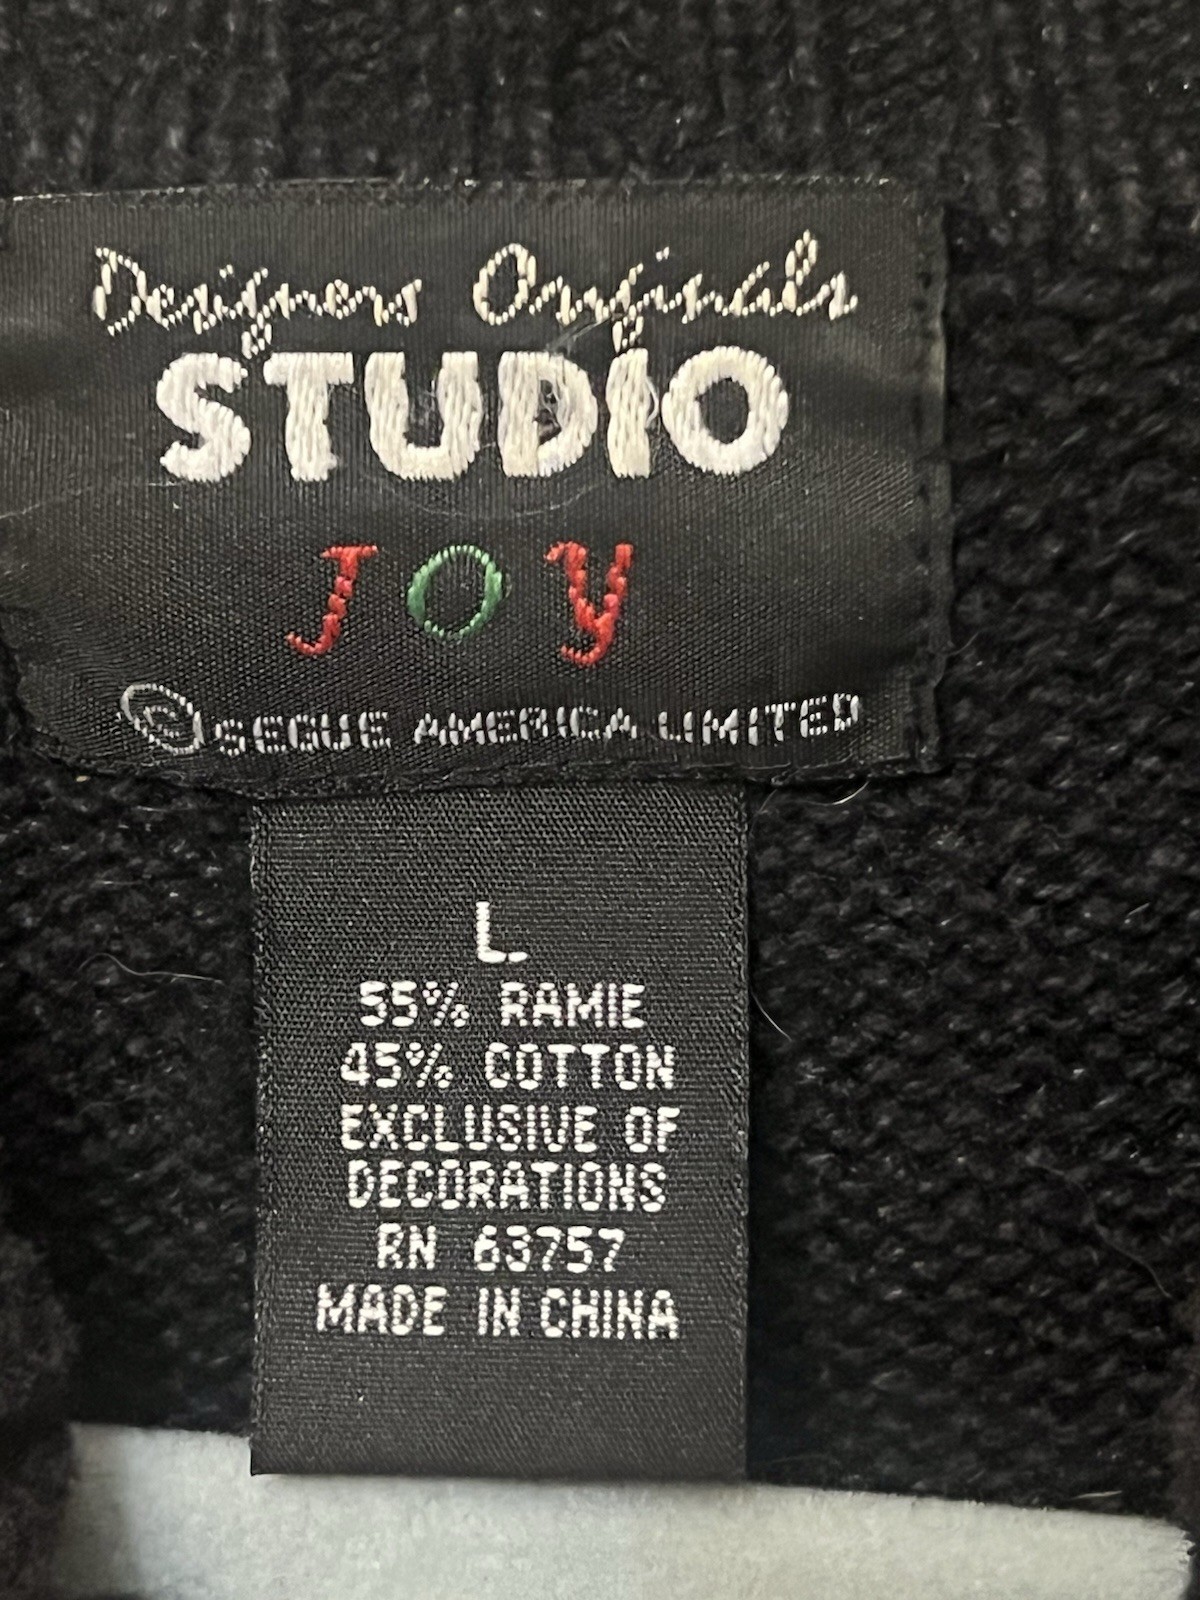 Designers Originals
STUDIO
JOY
© SEGUE AMERICA LIMITED
L
55% RAMIE
45% COTTON
EXCLUSIVE OF
DECORATIONS
RN 63757
MADE IN CHINA